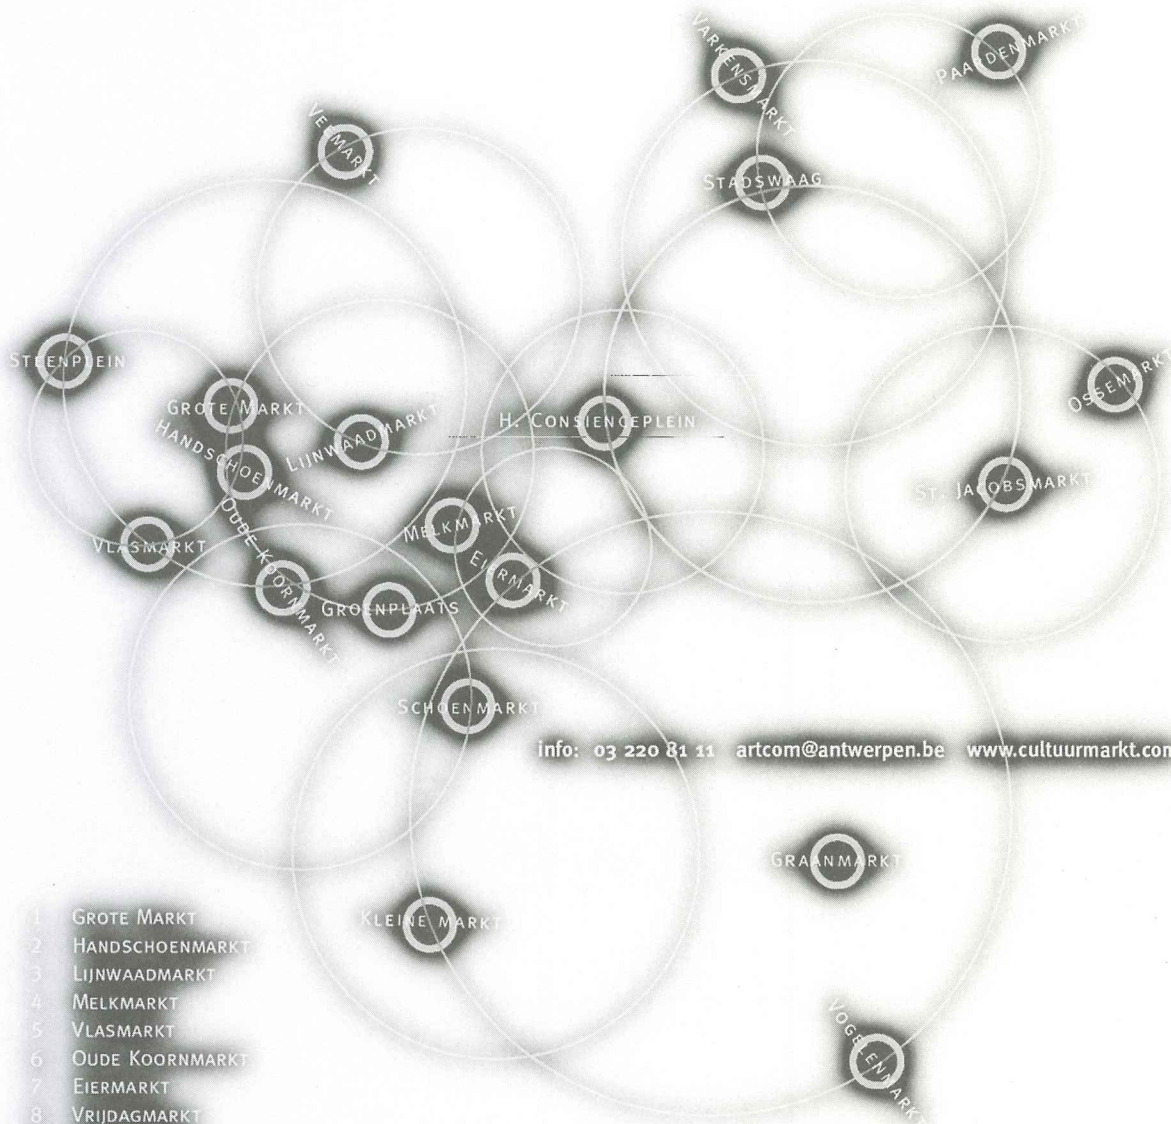 VARKENSMARKT
PAARDENMARKT
VEEMARKT
STADSWAAG
STEENPLEIN
OSSEMARKT
GROTE MARKT
HANDSCHOENMARKT
LIJNWAADMARKT
H. CONSIENCEPLEIN
ST. JACOBSMARKT
MELKMARKT
VLASMARKT
OUDE KOORNMARKT
EIERMARKT
GROENPLAATS
SCHOENMARKT
info: 03 220 81 11 artcom@antwerpen.be www.cultuurmarkt.com
GRAANMARKT
KLEINE MARKT
VOGELENMARKT
1 GROTE MARKT
2 HANDSCHOENMARKT
3 LIJNWAADMARKT
4 MELKMARKT
5 VLASMARKT
6 OUDE KOORNMARKT
7 EIERMARKT
8 VRIJDAGMARKT